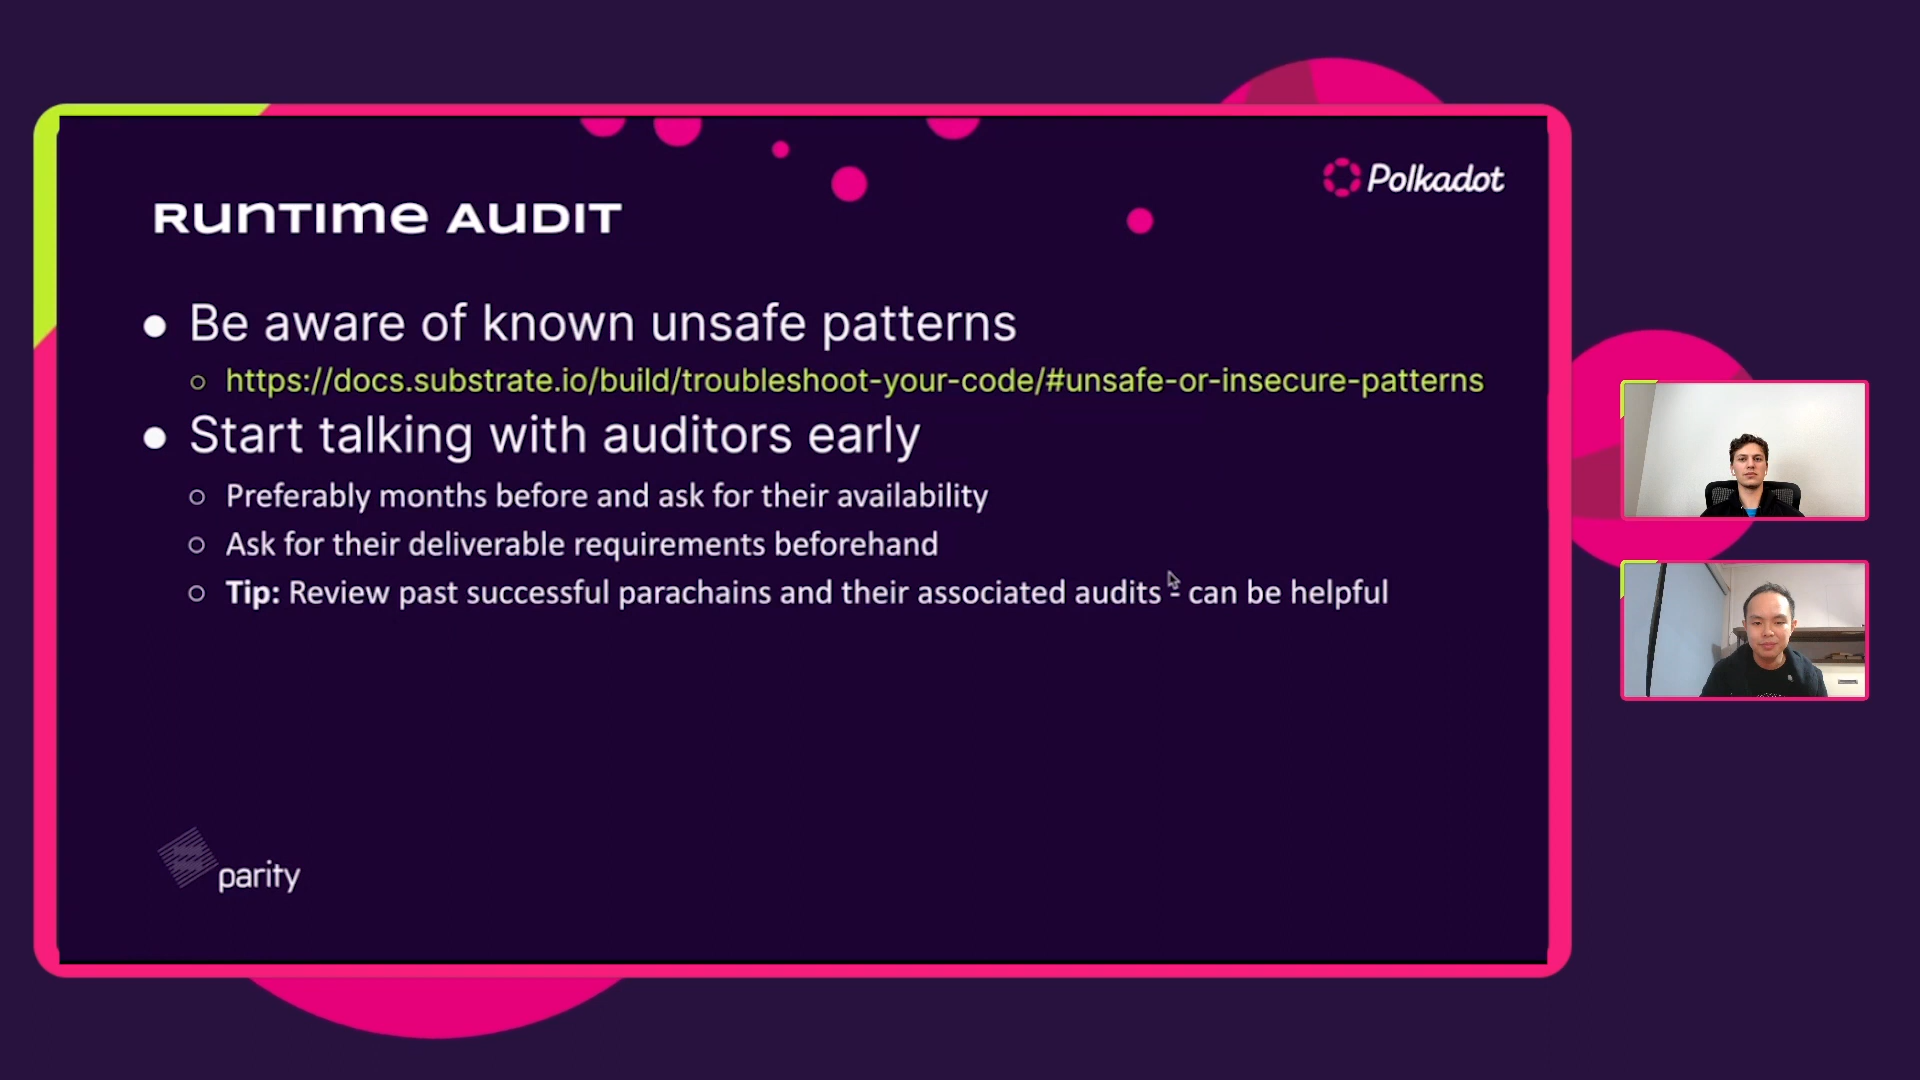 Polkadot
Runtime Audit
● Be aware of known unsafe patterns
○ https://docs.substrate.io/build/troubleshoot-your-code/#unsafe-or-insecure-patterns
● Start talking with auditors early
○ Preferably months before and ask for their availability
○ Ask for their deliverable requirements beforehand
○ Tip: Review past successful parachains and their associated audits - can be helpful
parity